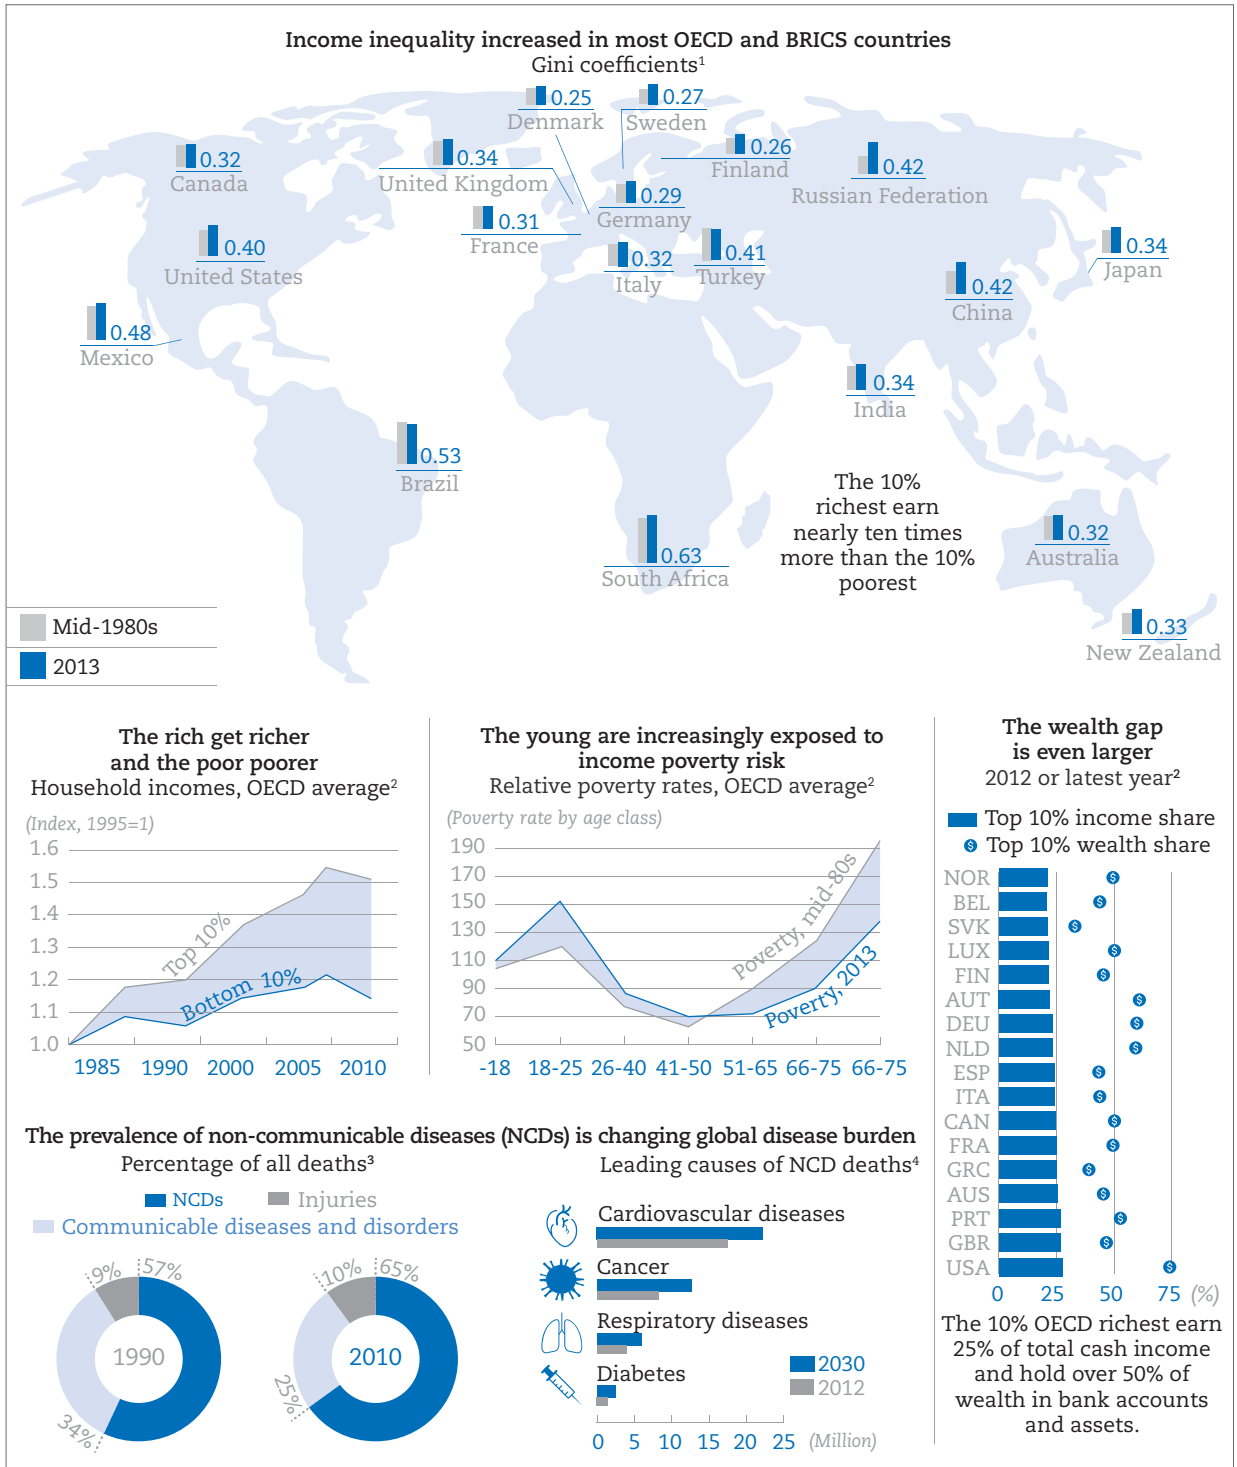 Income inequality increased in most OECD and BRICS countries
Gini coefficients¹
0.25
Denmark
0.27
Sweden
0.32
Canada
0.34
United Kingdom
0.26
Finland
0.42
Russian Federation
0.29
Germany
0.31
France
0.40
United States
0.32
Italy
0.41
Turkey
0.34
Japan
0.42
China
0.48
Mexico
0.34
India
0.53
Brazil
The 10%
richest earn
nearly ten times
more than the 10%
poorest
0.63
South Africa
0.32
Australia
0.33
New Zealand
Mid-1980s
2013
The rich get richer
and the poor poorer
Household incomes, OECD average²
(Index, 1995=1)
1.6
1.5
1.4
1.3
1.2
1.1
1.0
Top 10%
Bottom 10%
1985 1990 2000 2005 2010
The young are increasingly exposed to
income poverty risk
Relative poverty rates, OECD average²
(Poverty rate by age class)
190
170
150
130
110
90
70
50
Poverty, mid-80s
Poverty, 2013
-18 18-25 26-40 41-50 51-65 66-75 66-75
The wealth gap
is even larger
2012 or latest year²
Top 10% income share
$ Top 10% wealth share
NOR
BEL
SVK
LUX
FIN
AUT
DEU
NLD
ESP
ITA
CAN
FRA
GRC
AUS
PRT
GBR
USA
0 25 50 75 (%)
The 10% OECD richest earn
25% of total cash income
and hold over 50% of
wealth in bank accounts
and assets.
The prevalence of non-communicable diseases (NCDs) is changing global disease burden
Percentage of all deaths³
NCDs Injuries
Communicable diseases and disorders
9% 57%
1990
34%
10% 65%
2010
25%
Leading causes of NCD deaths⁴
Cardiovascular diseases
Cancer
Respiratory diseases
Diabetes
2030
2012
0 5 10 15 20 25 (Million)